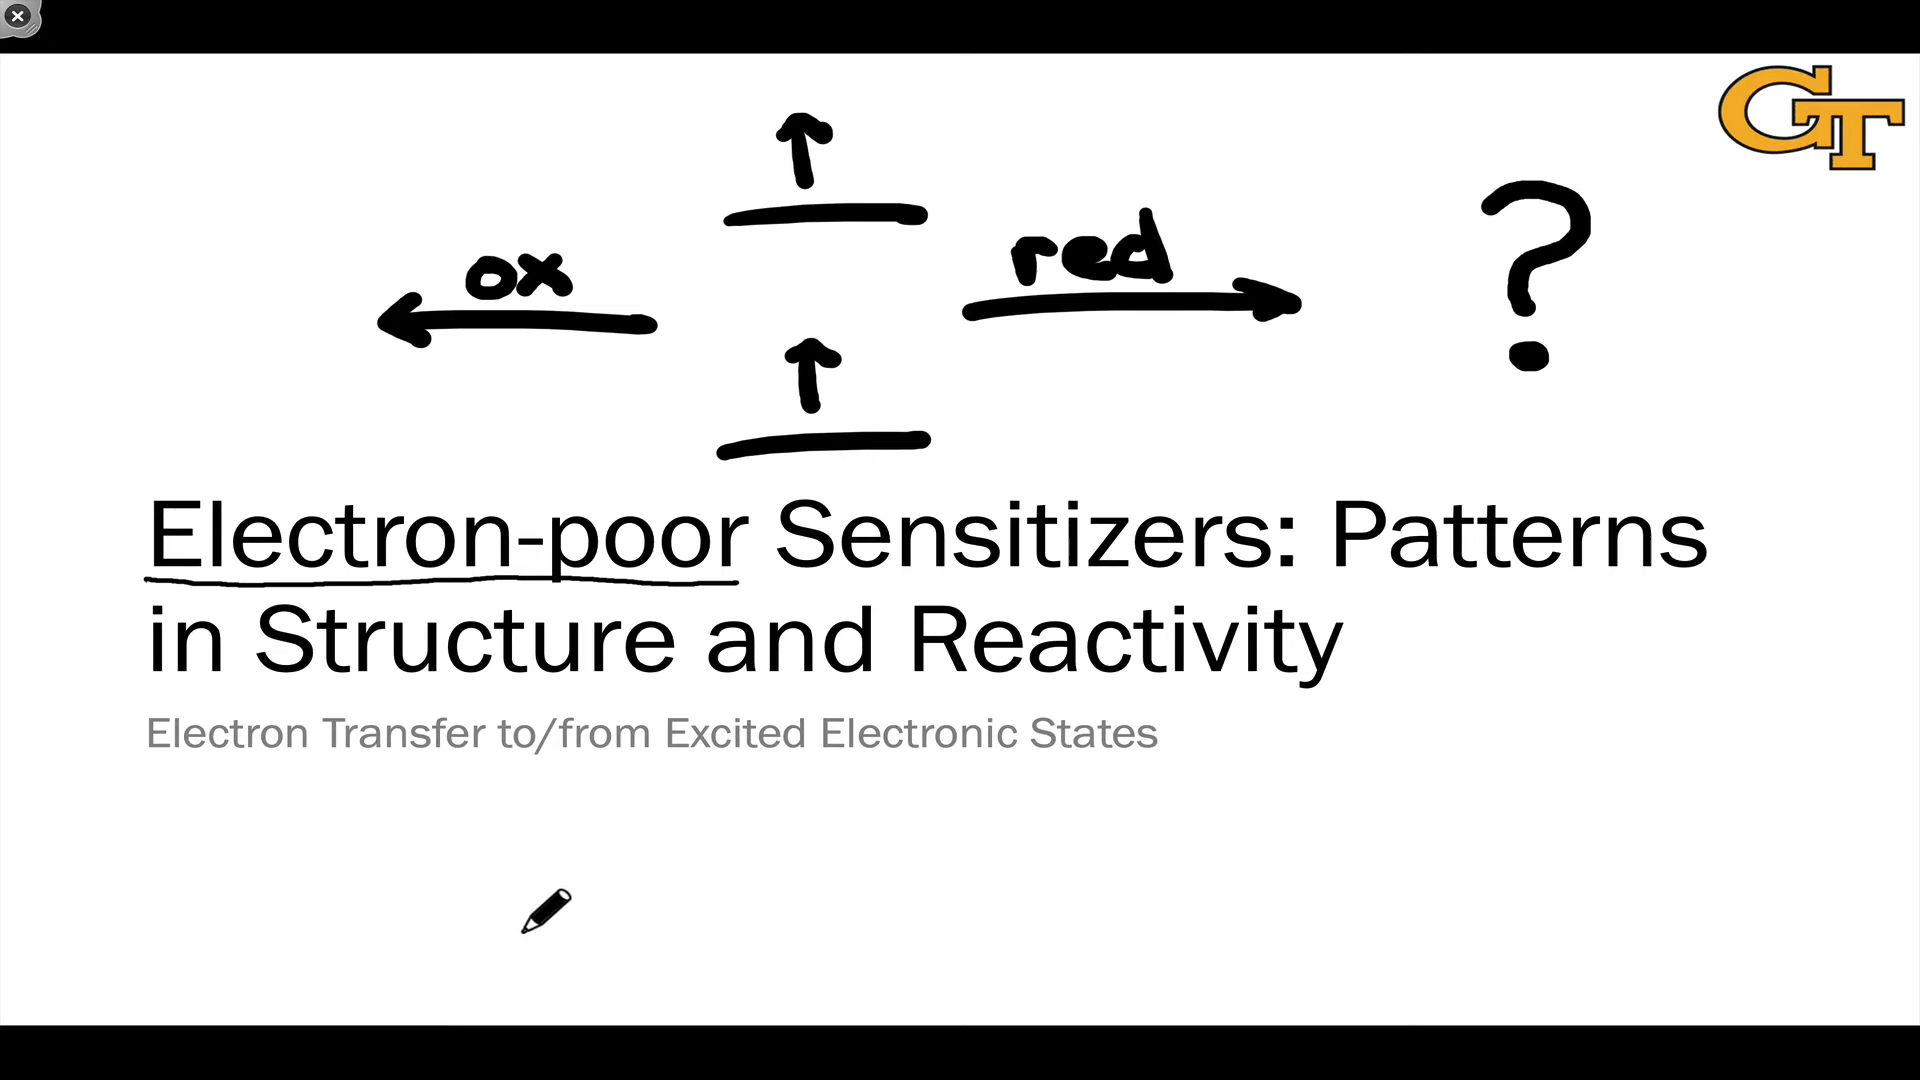 GT
ox
red
?
Electron-poor Sensitizers: Patterns
in Structure and Reactivity
Electron Transfer to/from Excited Electronic States